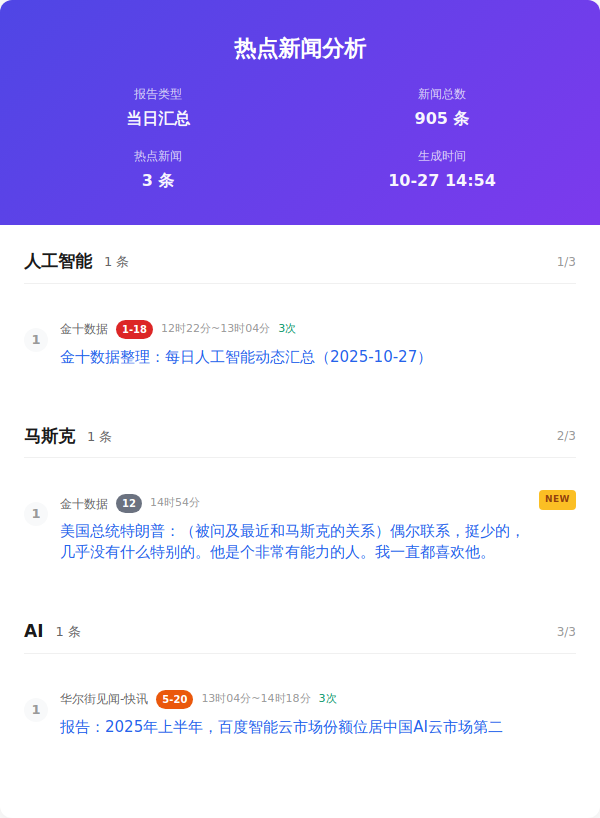 热点新闻分析
报告类型
新闻总数
当日汇总
905 条
热点新闻
生成时间
3 条
10-27 14:54
人工智能 1 条 1/3
金十数据 1-18 12时22分~13时04分 3次
1
金十数据整理：每日人工智能动态汇总（2025-10-27）
马斯克 1 条 2/3
金十数据 12 14时54分 NEW
1
美国总统特朗普：（被问及最近和马斯克的关系）偶尔联系，挺少的，
几乎没有什么特别的。他是个非常有能力的人。我一直都喜欢他。
AI 1 条 3/3
华尔街见闻-快讯 5-20 13时04分~14时18分 3次
1
报告：2025年上半年，百度智能云市场份额位居中国AI云市场第二